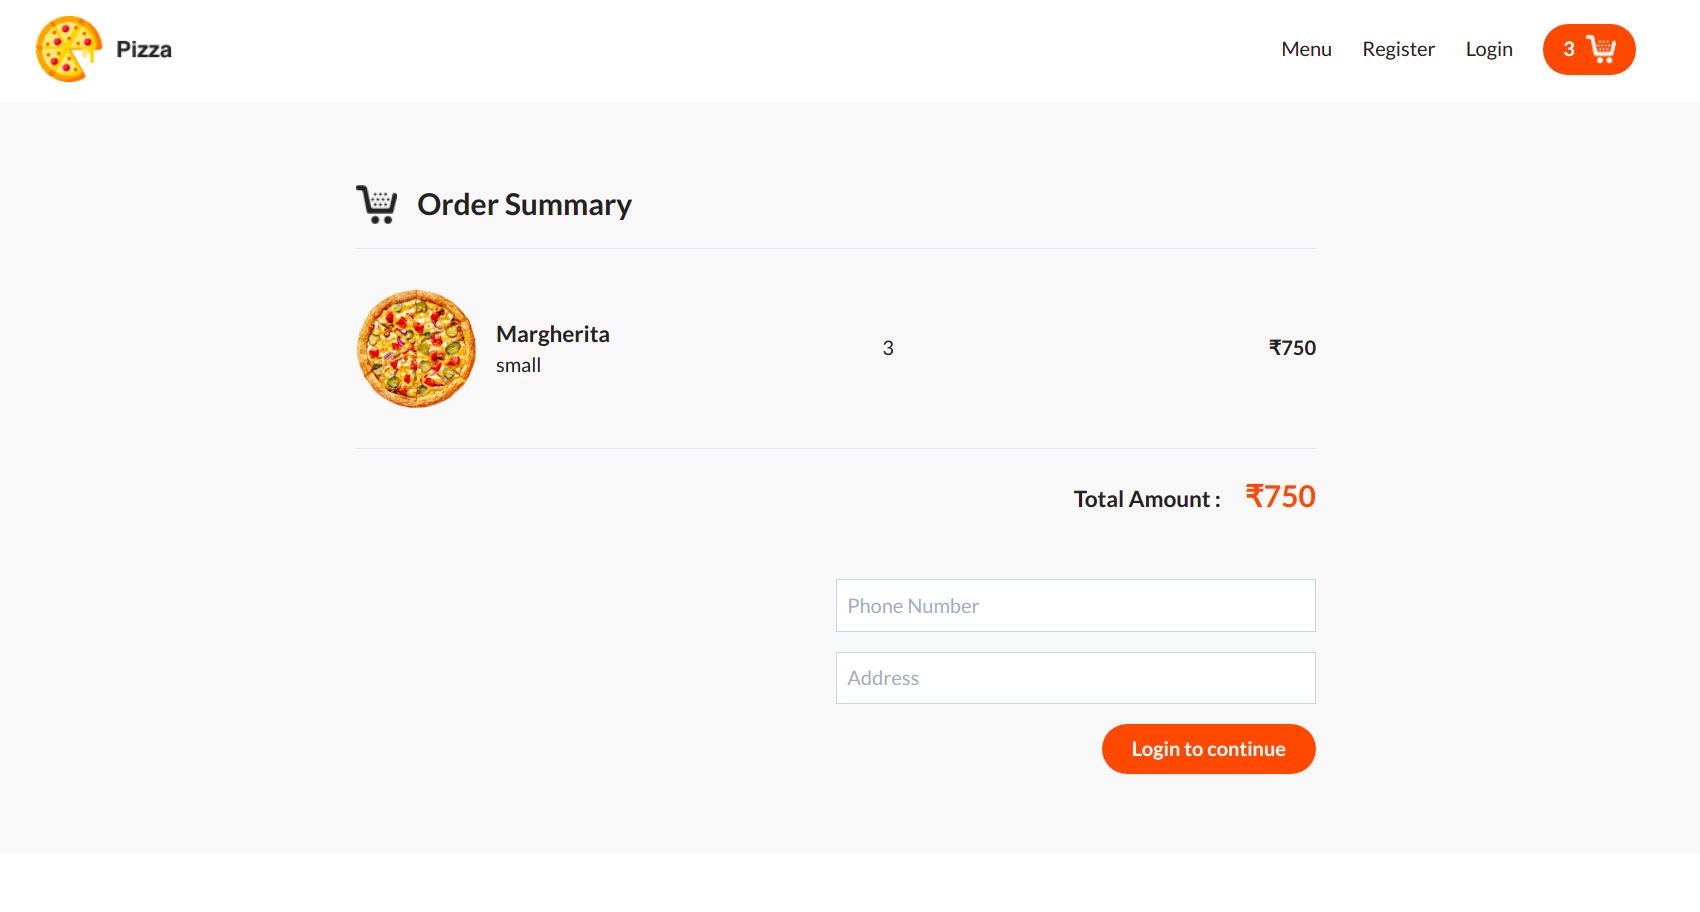 Pizza
Menu Register Login 3
Order Summary
Margherita
small
3
₹750
Total Amount : ₹750
Phone Number
Address
Login to continue